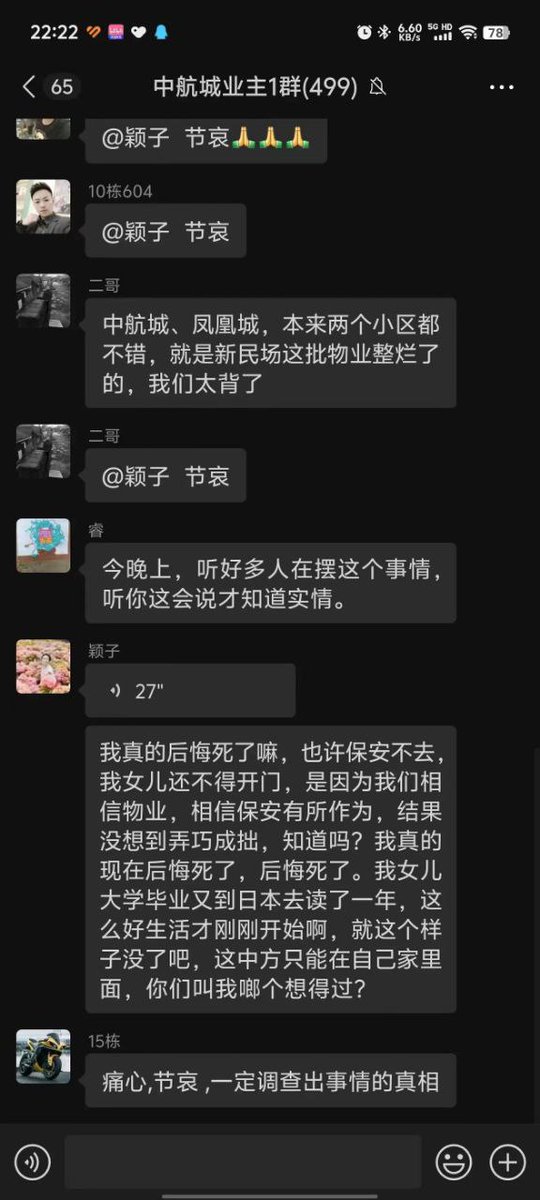 22:22
6.60 KB/s
5G HD
78
65
中航城业主1群(499)
@颖子 节哀🙏🙏🙏
10栋604
@颖子 节哀
二哥
中航城、凤凰城，本来两个小区都
不错，就是新民场这批物业整烂了
的，我们太背了
二哥
@颖子 节哀
睿
今晚上，听好多人在摆这个事情，
听你这会说才知道实情。
颖子
27"
我真的后悔死了嘛，也许保安不去，
我女儿还不得开门，是因为我们相
信物业，相信保安有所作为，结果
没想到弄巧成拙，知道吗？我真的
现在后悔死了，后悔死了。我女儿
大学毕业又到日本去读了一年，这
么好生活才刚刚开始啊，就这个样
子没了吧，这中方只能在自己家里
面，你们叫我啷个想得过？
15栋
痛心,节哀 ,一定调查出事情的真相